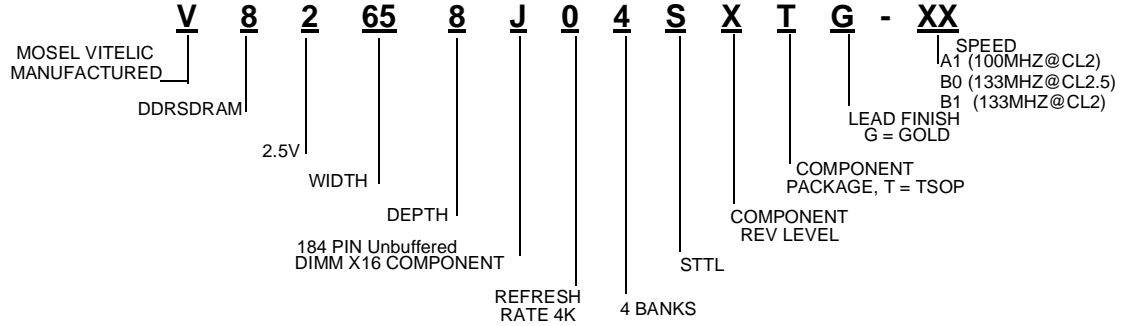 V 8 2 65 8 J 0 4 S X T G - XX
MOSEL VITELIC
MANUFACTURED
DDRSDRAM
2.5V
WIDTH
DEPTH
184 PIN Unbuffered
DIMM X16 COMPONENT
REFRESH
RATE 4K
4 BANKS
STTL
COMPONENT
REV LEVEL
COMPONENT
PACKAGE, T = TSOP
LEAD FINISH
G = GOLD
SPEED
A1 (100MHZ@CL2)
B0 (133MHZ@CL2.5)
B1 (133MHZ@CL2)